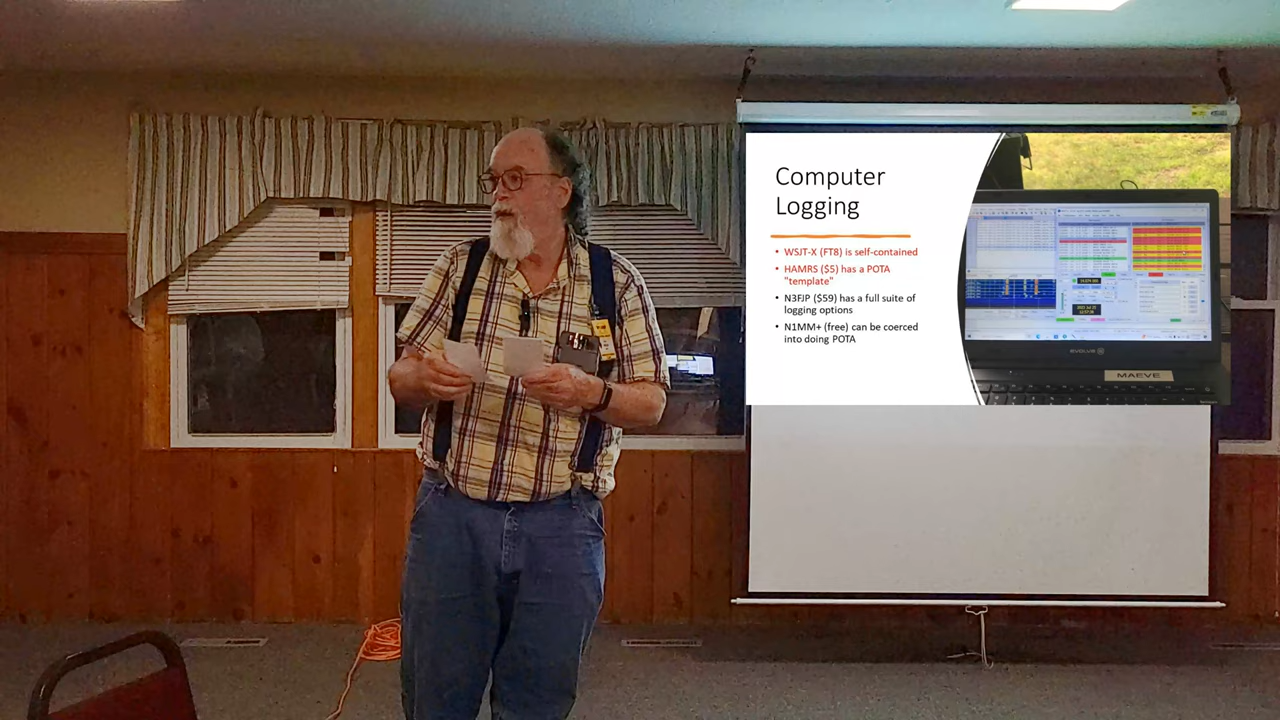 Computer
Logging
• WSJT-X (FT8) is self-contained
• HAMRS ($5) has a POTA
"template"
• N3FJP ($59) has a full suite of
logging options
• N1MM+ (free) can be coerced
into doing POTA
EVOLVE
MAEVE